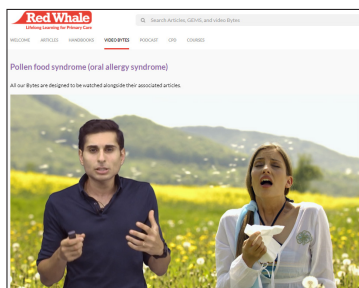 Red Whale
Lifelong Learning for Primary Care
Search Articles, GEMS, and video Bytes
WELCOME ARTICLES HANDBOOKS VIDEO BYTES PODCAST CPD COURSES
Pollen food syndrome (oral allergy syndrome)
All our Bytes are designed to be watched alongside their associated articles.